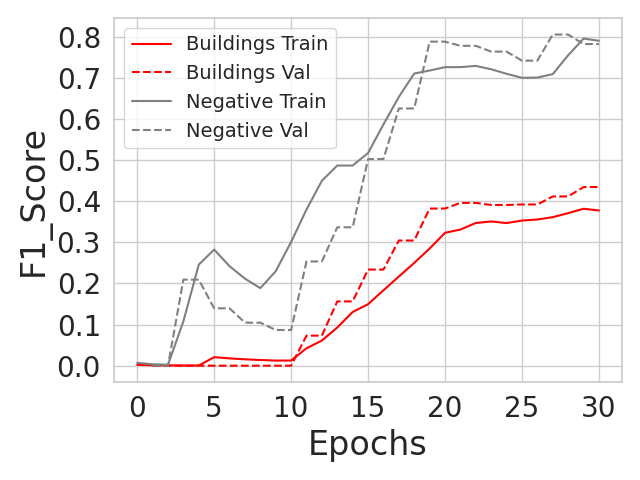 Buildings Train
Buildings Val
Negative Train
Negative Val
F1_Score
0.8
0.7
0.6
0.5
0.4
0.3
0.2
0.1
0.0
0 5 10 15 20 25 30
Epochs